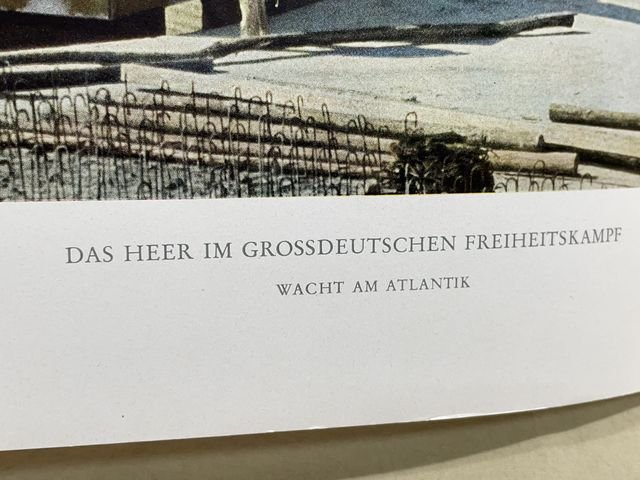 DAS HEER IM GROSSDEUTSCHEN FREIHEITSKAMPF
WACHT AM ATLANTIK